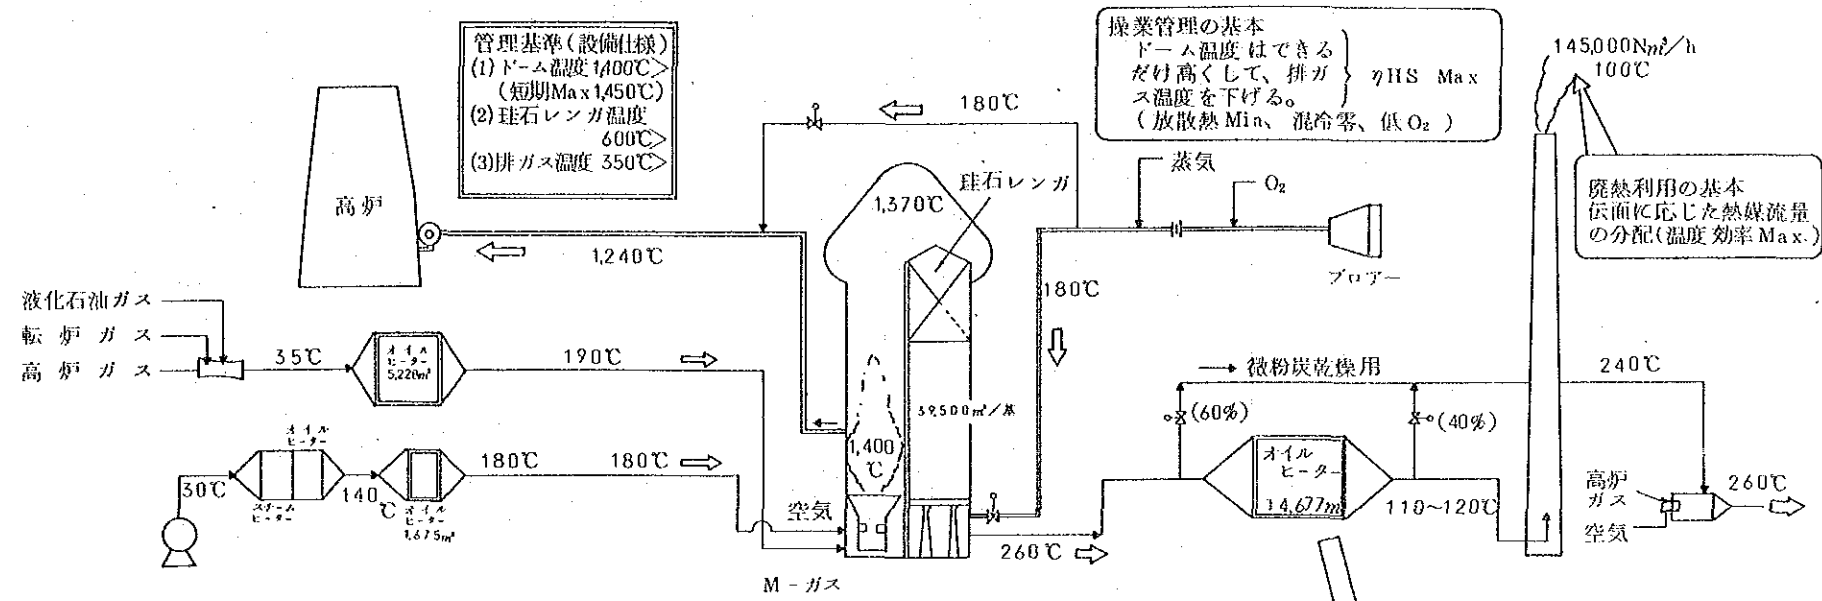 管理基準(設備仕様)
(1)ドーム温度1,400℃>
(短期Max1,450℃)
(2)珪石レンガ温度
600℃>
(3)排ガス温度 350℃>
操業管理の基本
ドーム温度はできる
だけ高くして、排ガ
ス温度を下げる。
ηHS Max
(放散熱Min、混冷零、低O₂)
145,000Nm³/h
100℃
廃熱利用の基本
伝面に応じた熱媒流量
の分配(温度効率Max.)
180℃
蒸気
O₂
ブロアー
珪石レンガ
1,370℃
高炉
1,240℃
180℃
液化石油ガス
転炉ガス
高炉ガス
35℃
オイル
ヒーター
5,220m²
190℃
39,500m²/基
1,400
℃
微粉炭乾燥用
(60%)
(40%)
240℃
オイル
ヒーター
スチーム
ヒーター
30℃
140
℃
オイル
ヒーター
1,675m²
180℃
180℃
空気
M-ガス
260℃
オイル
ヒーター
14,677m²
110~120℃
高炉
ガス
空気
260℃